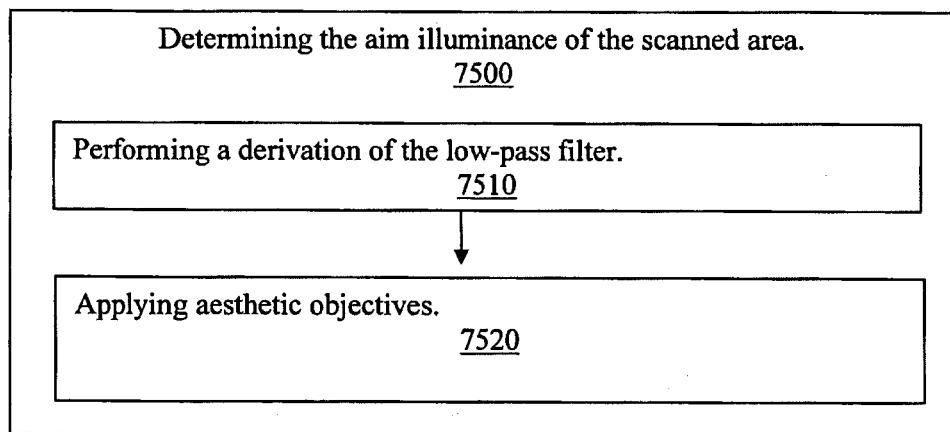 Determining the aim illuminance of the scanned area.
7500
Performing a derivation of the low-pass filter.
7510
Applying aesthetic objectives.
7520